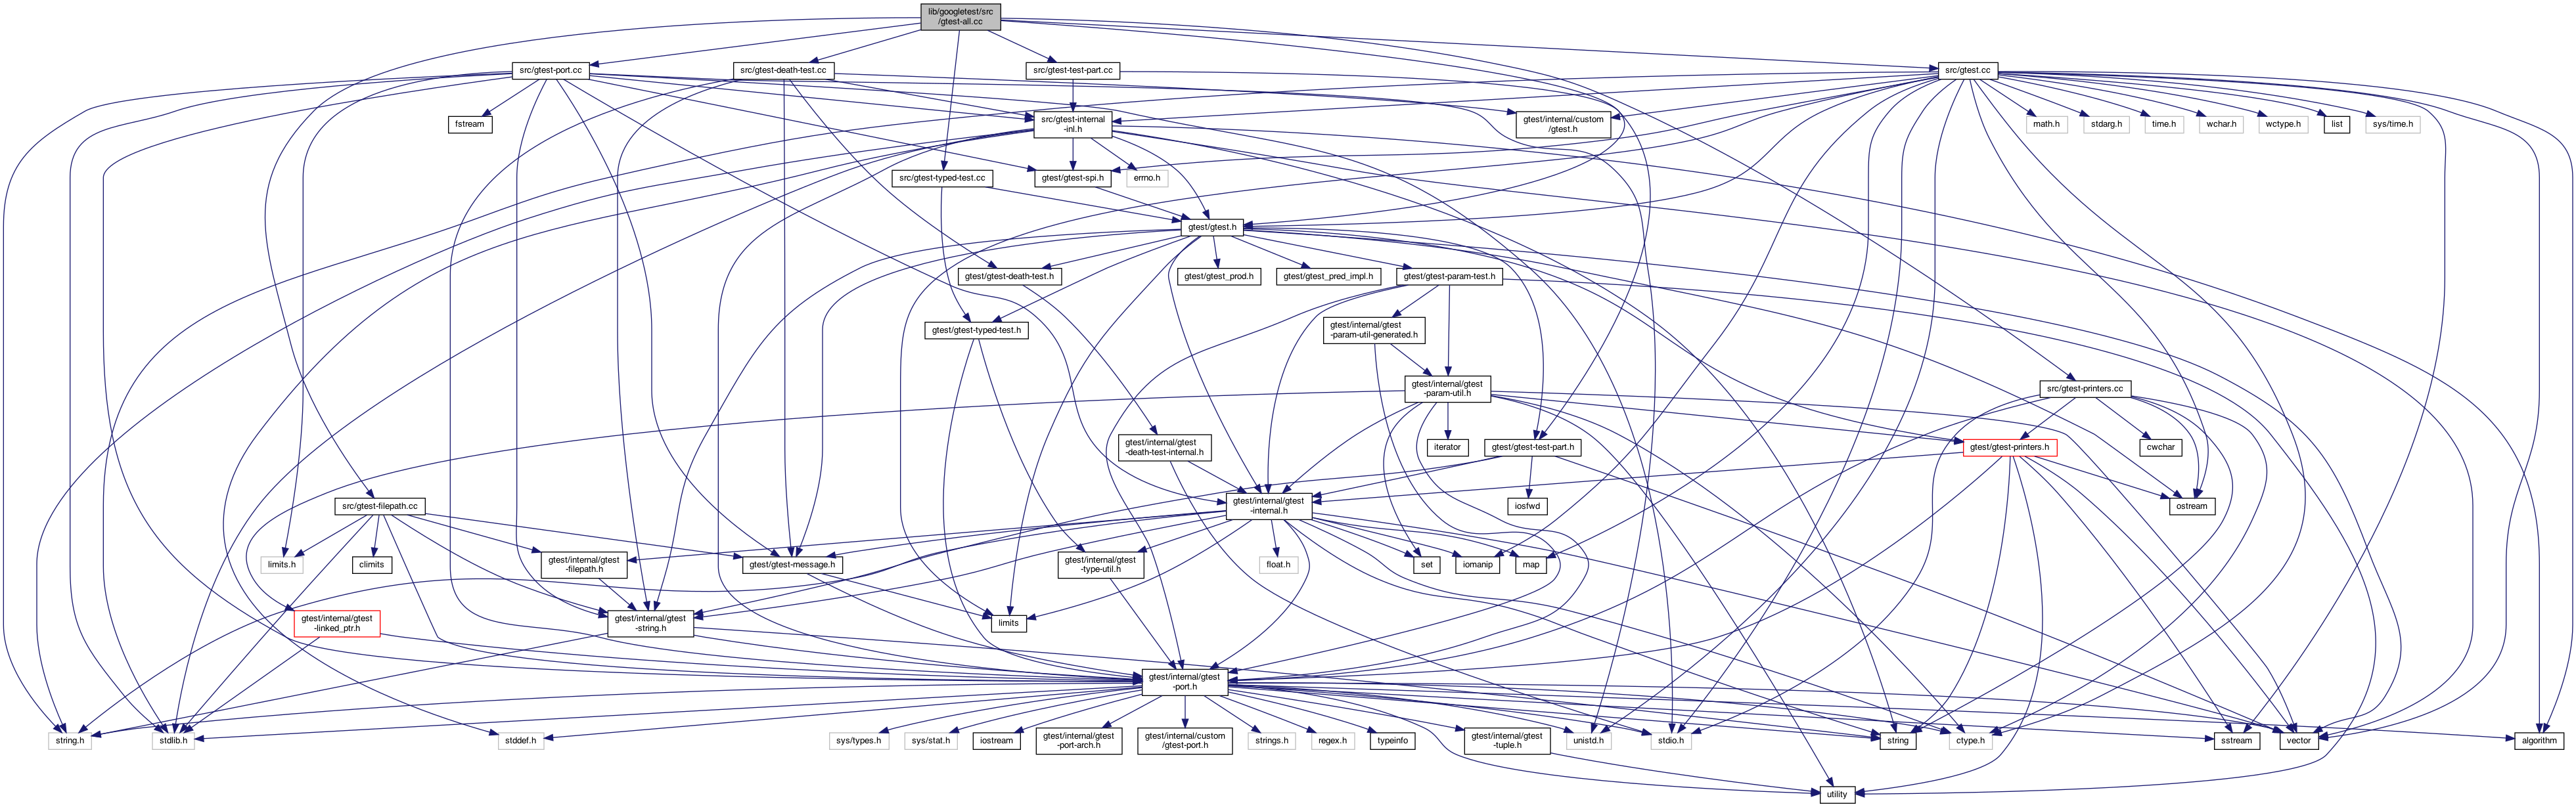 lib/googletest/src
/gtest-all.cc
src/gtest-port.cc
src/gtest-death-test.cc
src/gtest-test-part.cc
src/gtest.cc
fstream
src/gtest-internal
-inl.h
gtest/internal/custom
/gtest.h
math.h
stdarg.h
time.h
wchar.h
wctype.h
list
sys/time.h
src/gtest-typed-test.cc
gtest/gtest-spi.h
errno.h
gtest/gtest.h
gtest/gtest-death-test.h
gtest/gtest_prod.h
gtest/gtest_pred_impl.h
gtest/gtest-param-test.h
gtest/gtest-typed-test.h
gtest/internal/gtest
-param-util-generated.h
gtest/internal/gtest
-param-util.h
src/gtest-printers.cc
gtest/internal/gtest
-death-test-internal.h
iterator
gtest/gtest-test-part.h
gtest/gtest-printers.h
cwchar
src/gtest-filepath.cc
gtest/internal/gtest
-internal.h
iosfwd
ostream
limits.h
climits
gtest/internal/gtest
-filepath.h
gtest/gtest-message.h
gtest/internal/gtest
-type-util.h
float.h
set
iomanip
map
gtest/internal/gtest
-linked_ptr.h
gtest/internal/gtest
-string.h
limits
gtest/internal/gtest
-port.h
string.h
stdlib.h
stddef.h
sys/types.h
sys/stat.h
iostream
gtest/internal/gtest
-port-arch.h
gtest/internal/custom
/gtest-port.h
strings.h
regex.h
typeinfo
gtest/internal/gtest
-tuple.h
unistd.h
stdio.h
string
ctype.h
sstream
vector
algorithm
utility